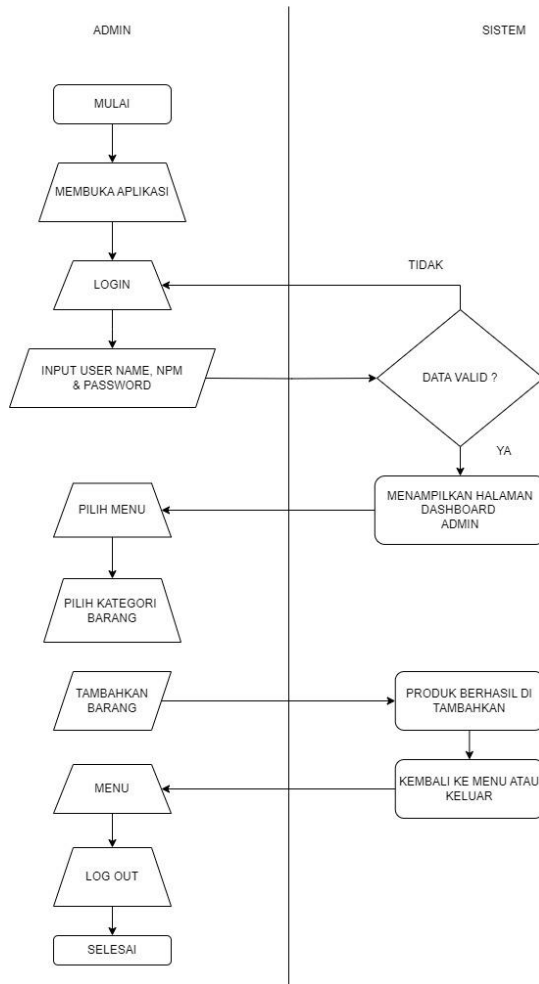 ADMIN
SISTEM
MULAI
MEMBUKA APLIKASI
TIDAK
LOGIN
INPUT USER NAME, NPM
& PASSWORD
DATA VALID ?
YA
PILIH MENU
MENAMPILKAN HALAMAN
DASHBOARD
ADMIN
PILIH KATEGORI
BARANG
TAMBAHKAN
BARANG
PRODUK BERHASIL DI
TAMBAHKAN
MENU
KEMBALI KE MENU ATAU
KELUAR
LOG OUT
SELESAI